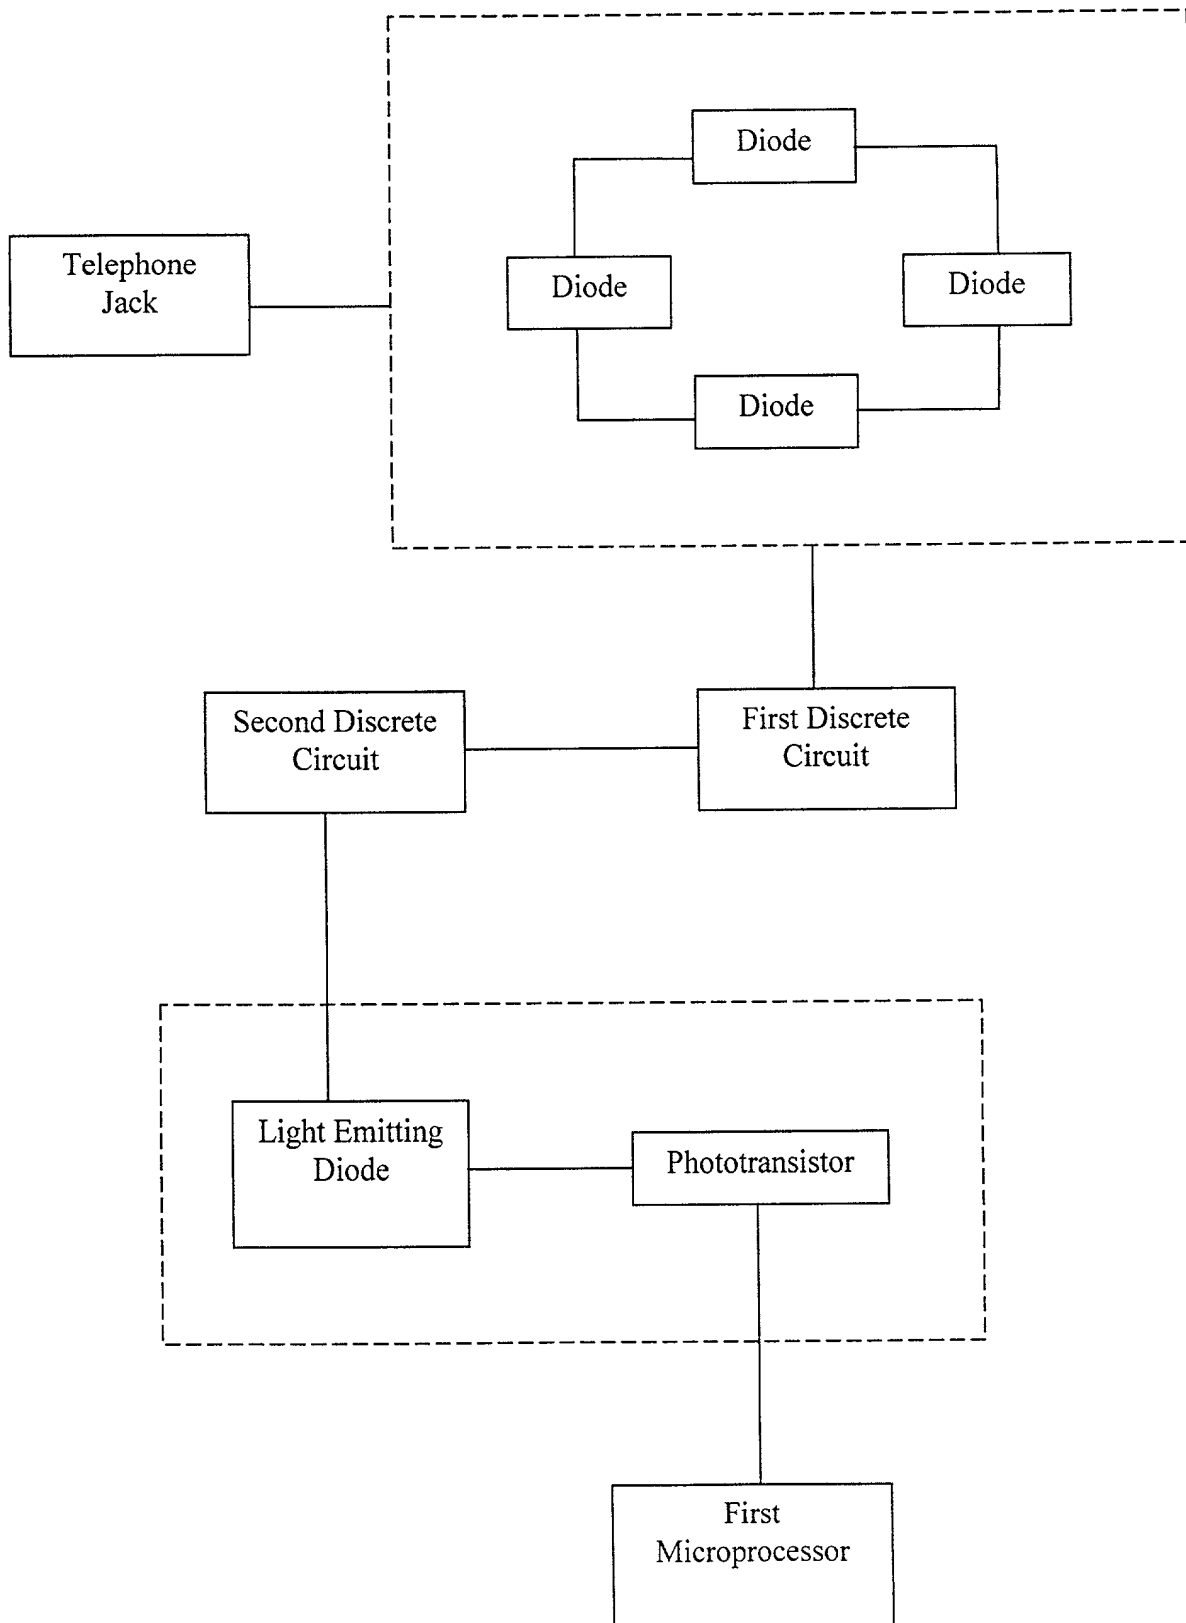 Diode
Telephone
Jack
Diode
Diode
Diode
Second Discrete
Circuit
First Discrete
Circuit
Light Emitting
Diode
Phototransistor
First
Microprocessor